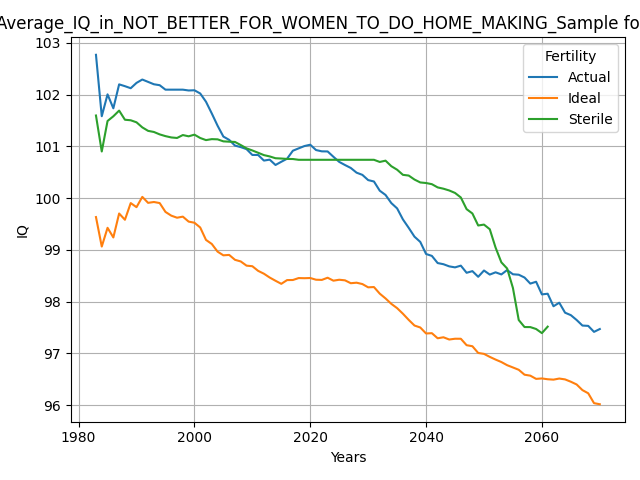 Average_IQ_in_NOT_BETTER_FOR_WOMEN_TO_DO_HOME_MAKING_Sample fo
103
102
101
100
99
98
97
96
IQ
Fertility
Actual
Ideal
Sterile
1980
2000
2020
2040
2060
Years